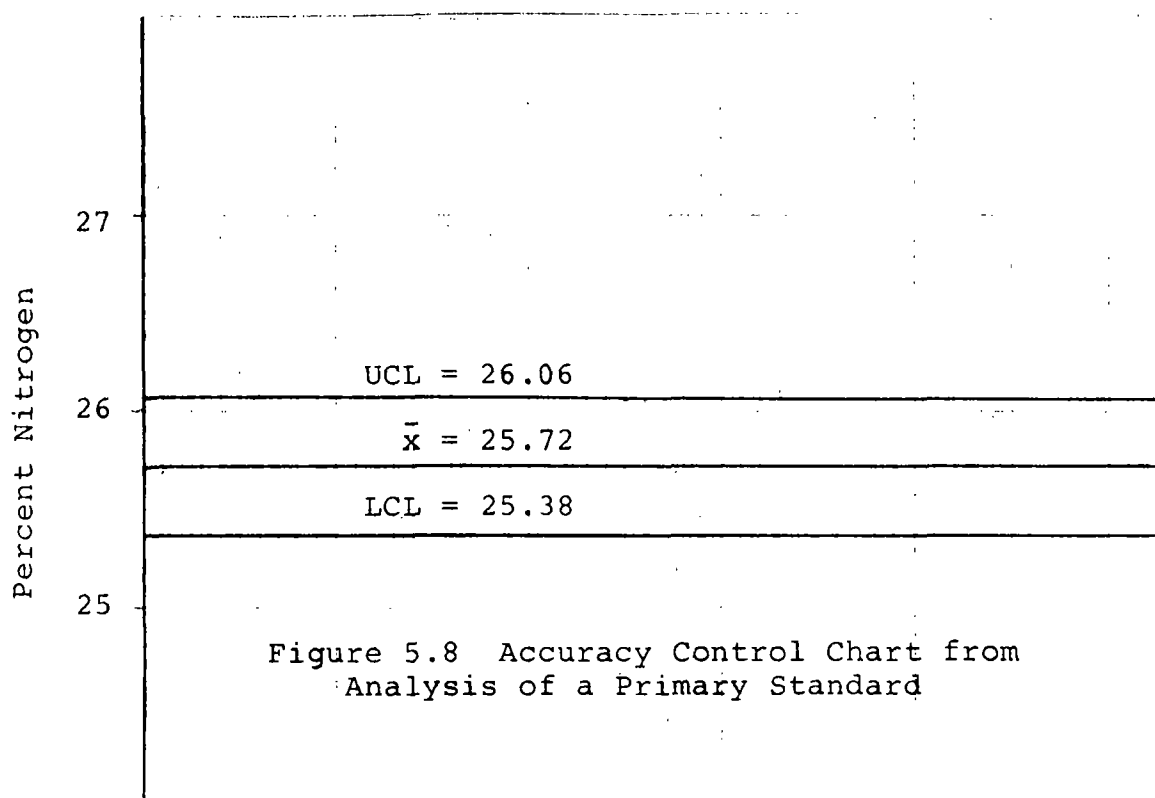 27
UCL = 26.06
26
x̄ = 25.72
LCL = 25.38
25
Percent Nitrogen
Figure 5.8 Accuracy Control Chart from
Analysis of a Primary Standard